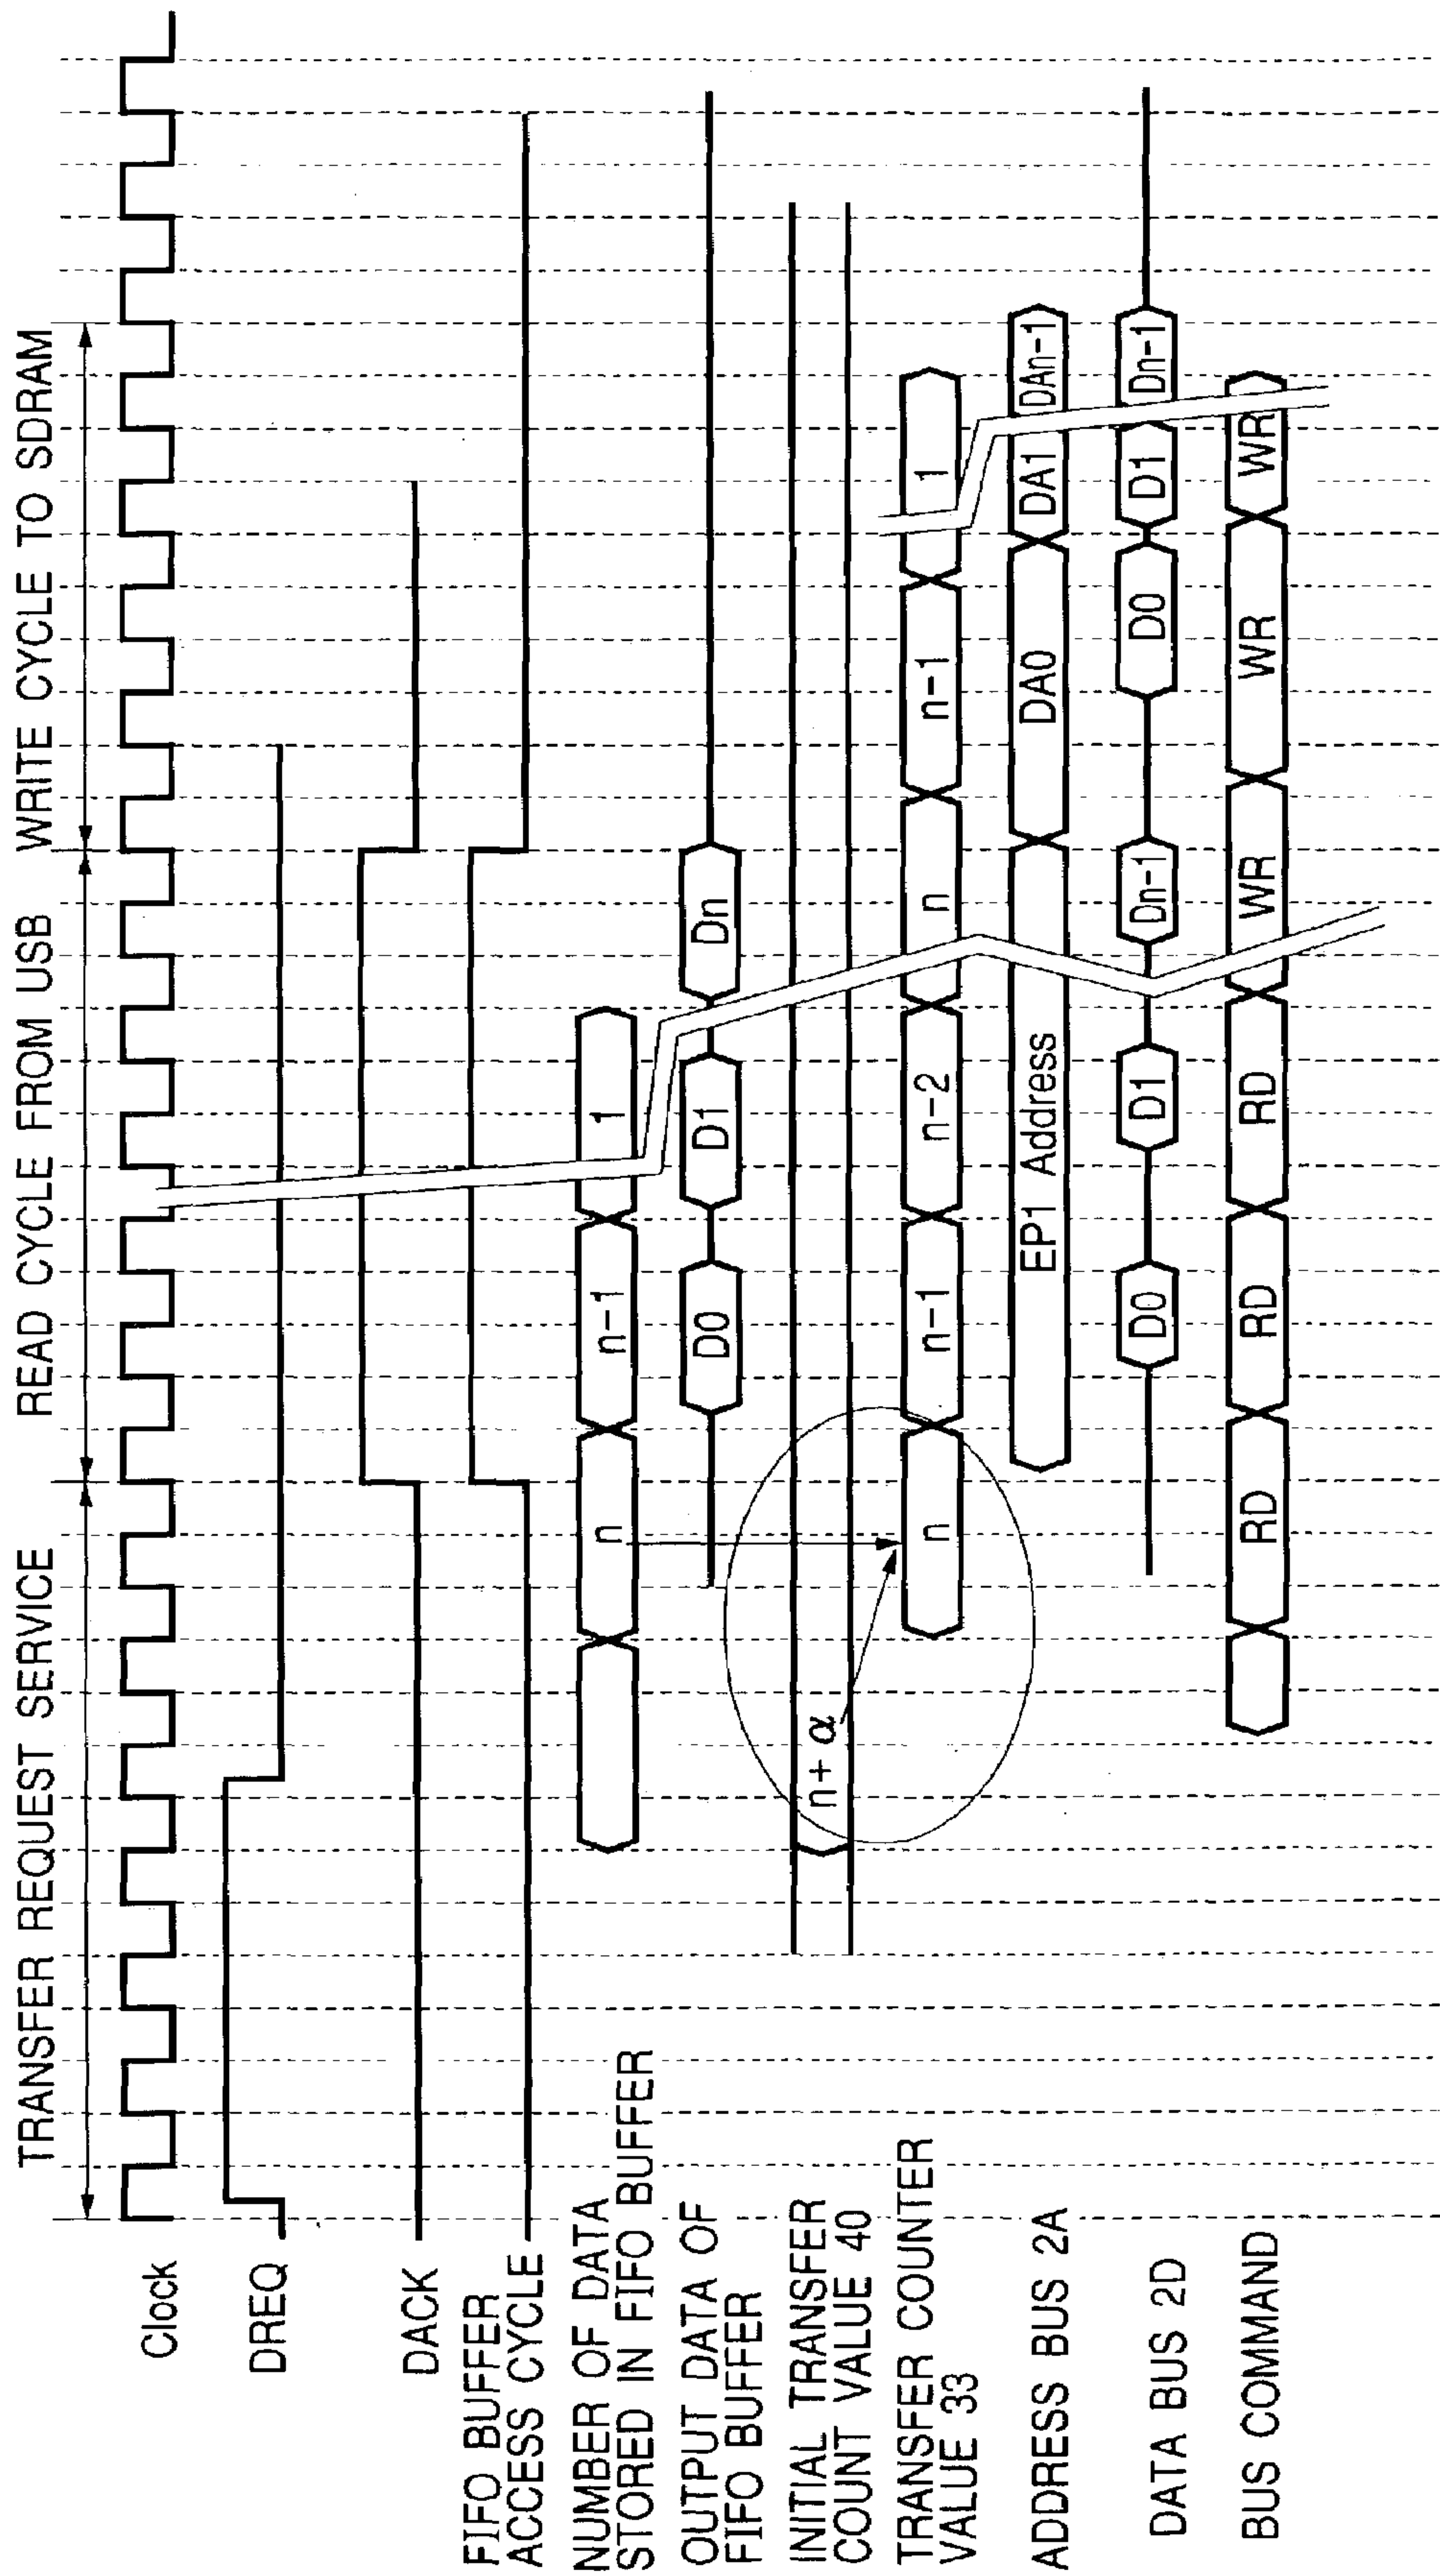 TRANSFER REQUEST SERVICE READ CYCLE FROM USB WRITE CYCLE TO SDRAM
Clock
DREQ
DACK
FIFO BUFFER
ACCESS CYCLE
NUMBER OF DATA
STORED IN FIFO BUFFER
n n-1 1
OUTPUT DATA OF
FIFO BUFFER
D0 D1 Dn
INITIAL TRANSFER
COUNT VALUE 40
n+α
TRANSFER COUNTER
VALUE 33
n n-1 n-2 n n-1 1
ADDRESS BUS 2A
EP1 Address DA0 DA1 DAn-1
DATA BUS 2D
D0 D1 Dn-1 D0 D1 Dn-1
BUS COMMAND
RD RD RD WR WR WR